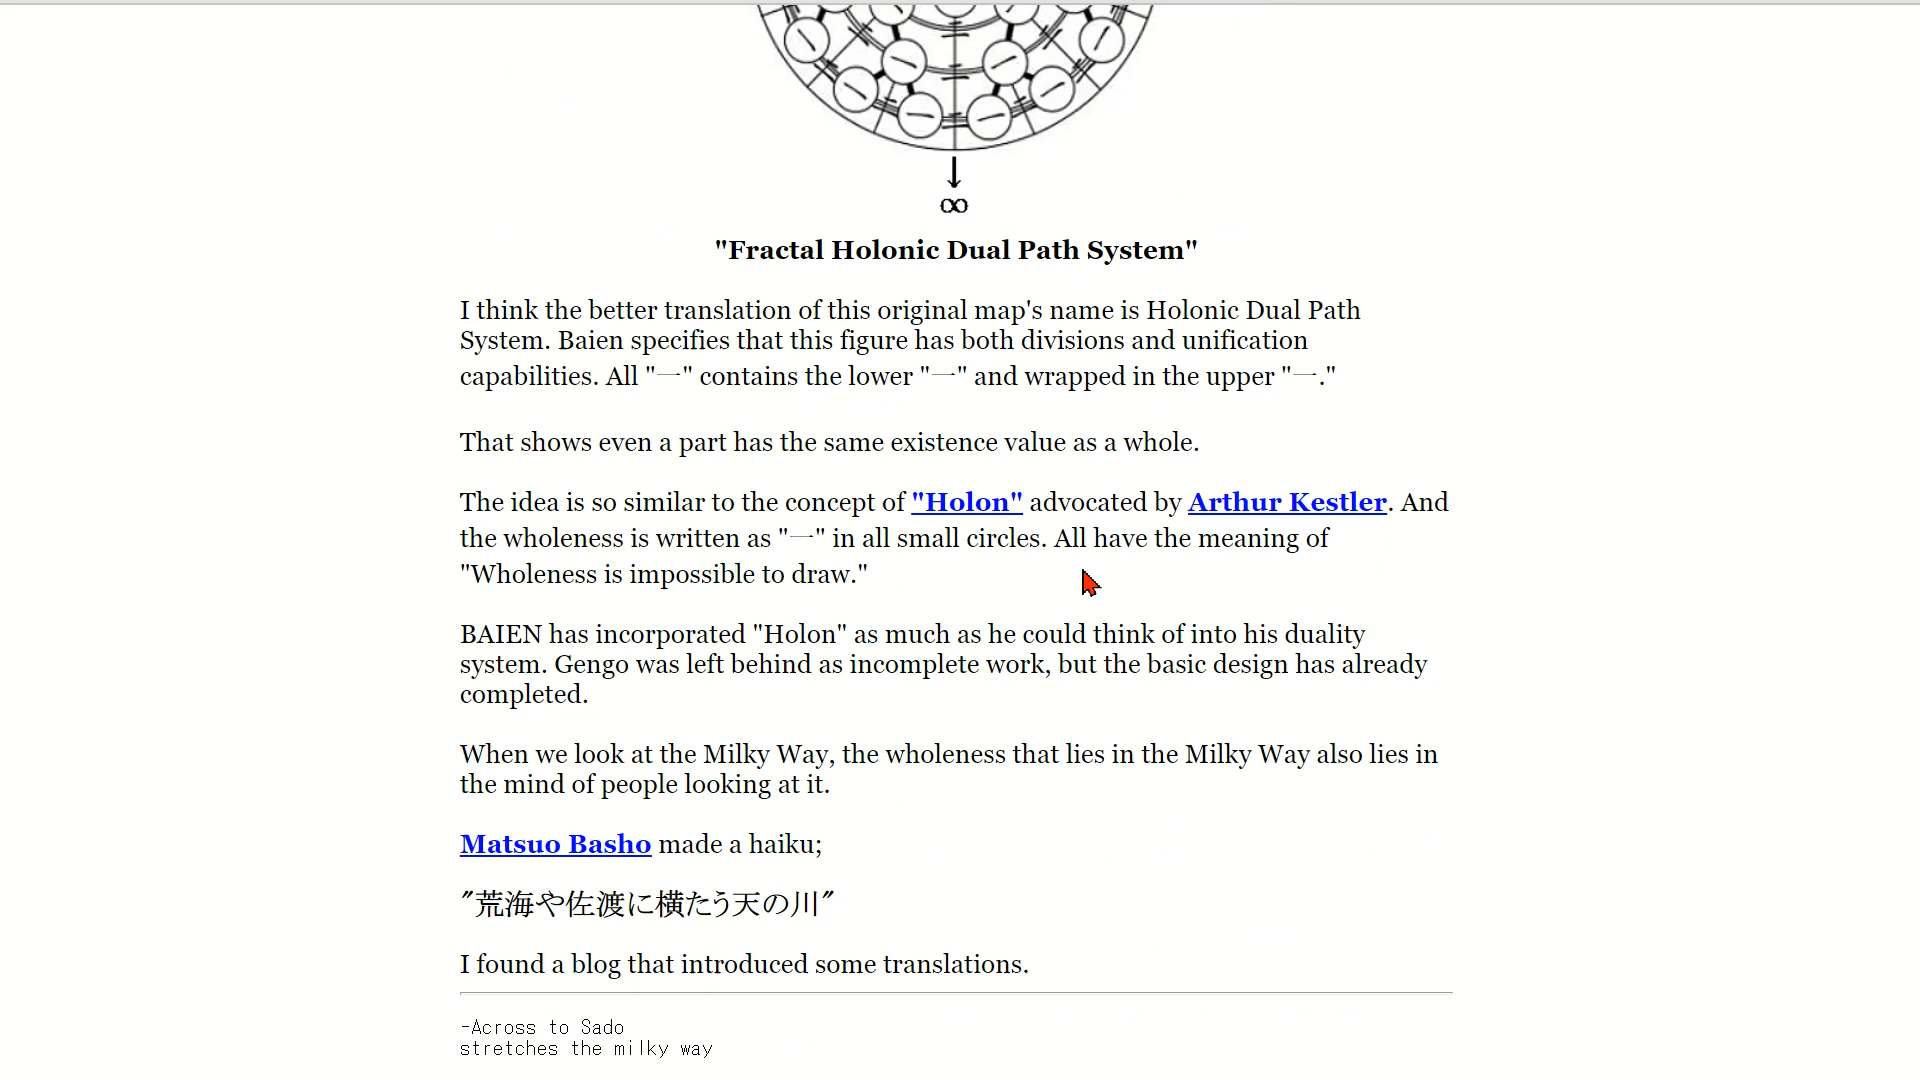 ∞
"Fractal Holonic Dual Path System"
I think the better translation of this original map's name is Holonic Dual Path
System. Baien specifies that this figure has both divisions and unification
capabilities. All "一" contains the lower "一" and wrapped in the upper "一."
That shows even a part has the same existence value as a whole.
The idea is so similar to the concept of "Holon" advocated by Arthur Kestler. And
the wholeness is written as "一" in all small circles. All have the meaning of
"Wholeness is impossible to draw."
BAIEN has incorporated "Holon" as much as he could think of into his duality
system. Gengo was left behind as incomplete work, but the basic design has already
completed.
When we look at the Milky Way, the wholeness that lies in the Milky Way also lies in
the mind of people looking at it.
Matsuo Basho made a haiku;
"荒海や佐渡に横たう天の川"
I found a blog that introduced some translations.
-Across to Sado
stretches the milky way